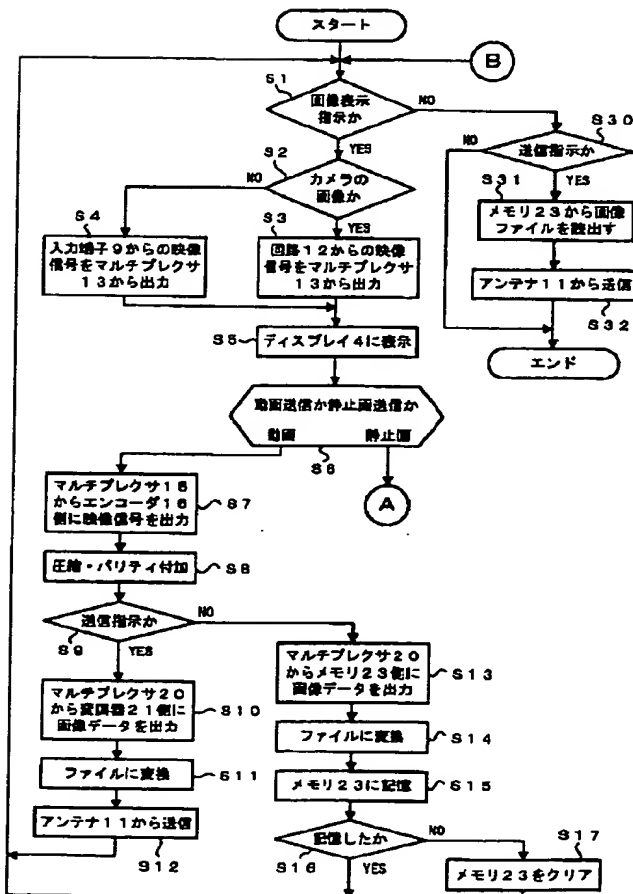 スタート
B
S1
画像表示
指示か
NO
YES
S30
送信指示か
NO
YES
S2
カメラの
画像か
NO
YES
S31
メモリ23から画像
ファイルを読出す
S4
入力端子9からの映像
信号をマルチプレクサ
13から出力
S3
回路12からの映像
信号をマルチプレクサ
13から出力
アンテナ11から送信
S32
S5
ディスプレイ4に表示
エンド
動画送信か静止画送信か
動画
静止画
S6
A
マルチプレクサ15
からエンコーダ16
側に映像信号を出力
S7
圧縮・パリティ付加
S8
送信指示か
NO
S9
YES
マルチプレクサ20
からメモリ23側に
画像データを出力
S13
マルチプレクサ20
から変調器21側に
画像データを出力
S10
ファイルに変換
S14
ファイルに変換
S11
メモリ23に記憶
S15
アンテナ11から送信
S12
記憶したか
NO
S16
YES
S17
メモリ23をクリア